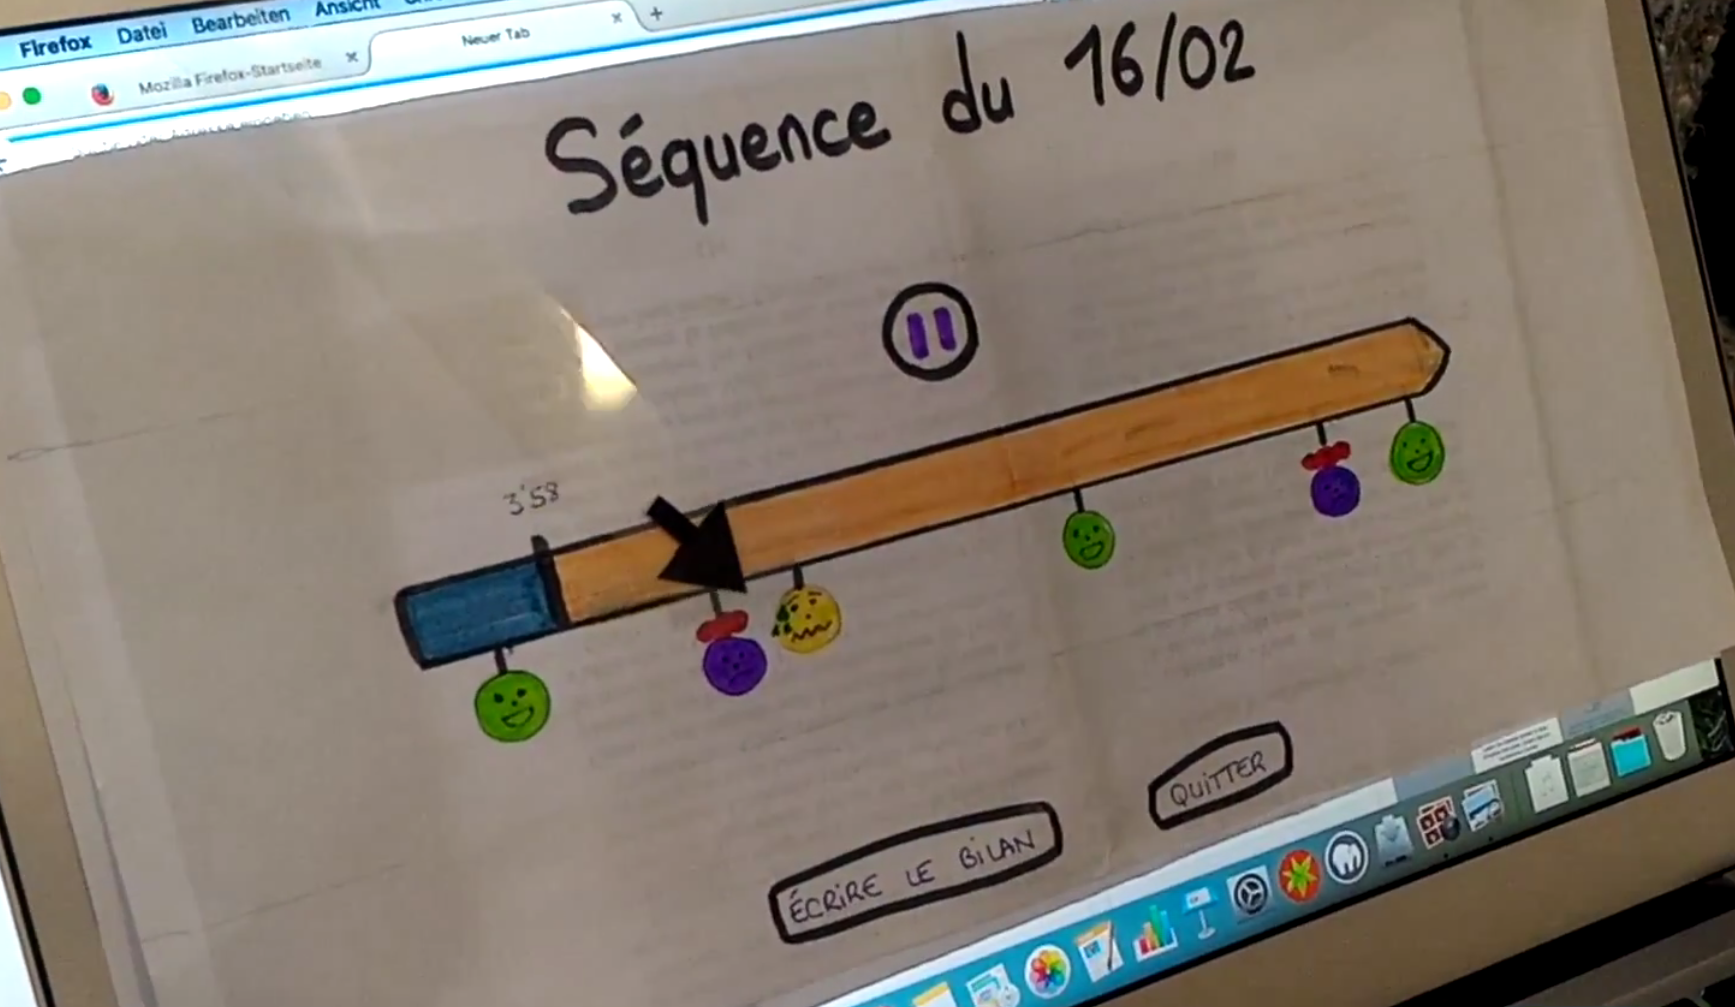 Firefox Datei Bearbeiten Ansicht
Mozilla Firefox-Startseite
Neuer Tab
Séquence du 16/02
3'58
ÉCRIRE LE BILAN
QUITTER